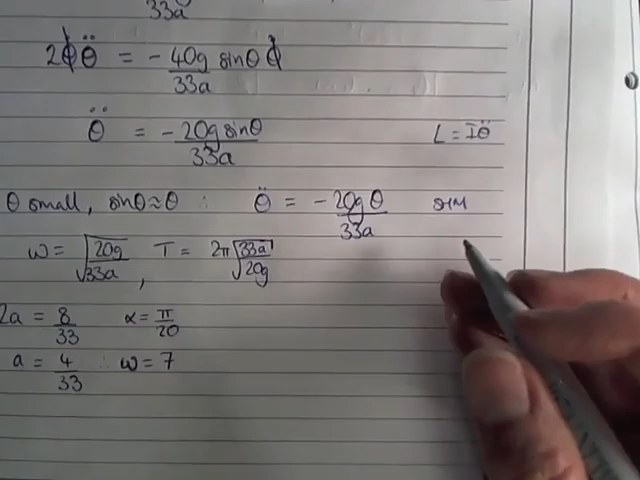 33a
2θ̇θ̈ = -40g sinθ θ̇ / 33a
θ̈ = -20g sinθ / 33a L = Iθ̈
θ small, sinθ≈θ ∴ θ̈ = -20gθ / 33a SHM
ω = √(20g/33a), T = 2π√(33a/20g)
2a = 8/33 α = π/20
a = 4/33 ∴ ω = 7